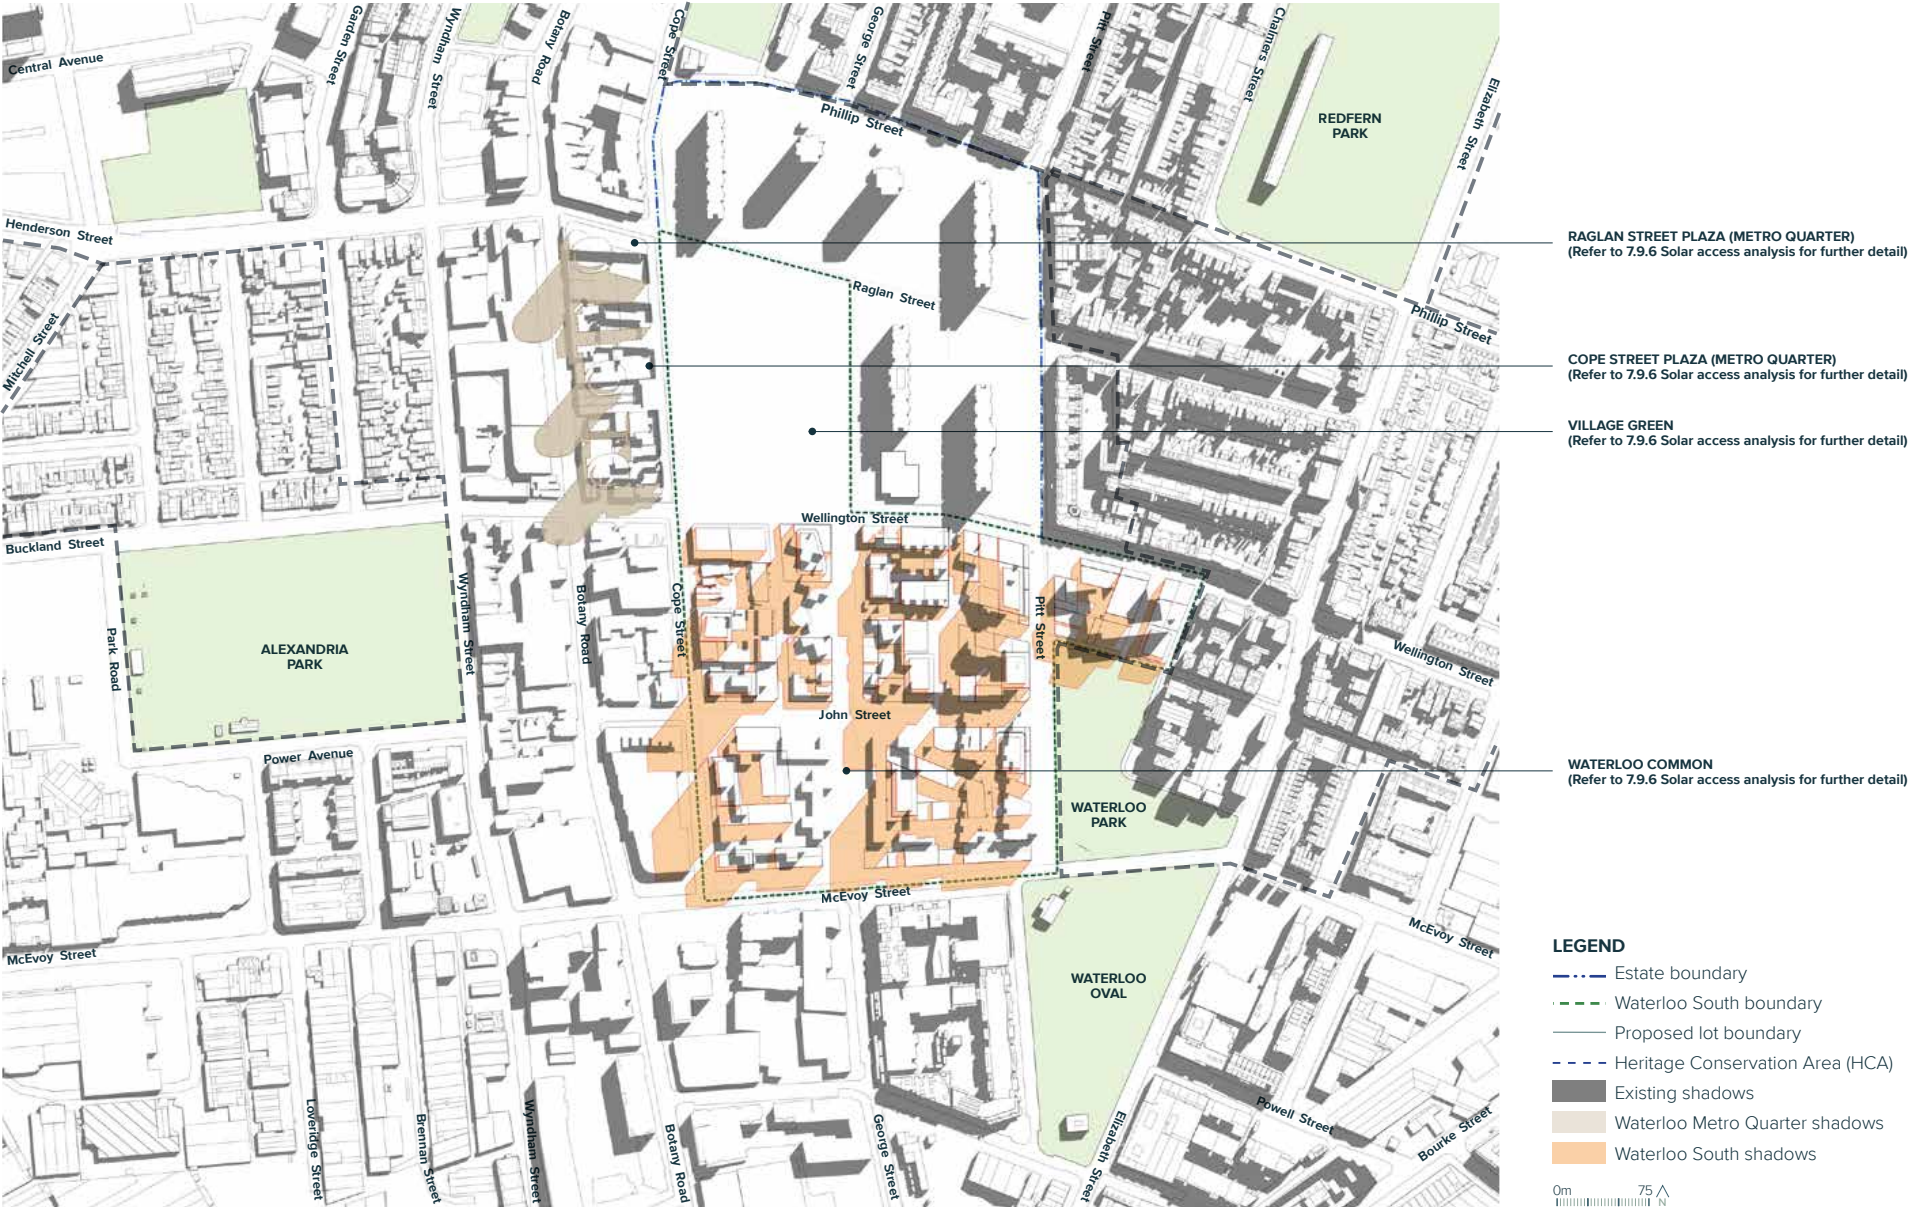 Central Avenue
Garden Street
Wyndham Street
Botany Road
Cope Street
George Street
Pitt Street
Chalmers Street
Elizabeth Street
REDFERN
PARK
Phillip Street
Henderson Street
Mitchell Street
Raglan Street
Phillip Street
RAGLAN STREET PLAZA (METRO QUARTER)
(Refer to 7.9.6 Solar access analysis for further detail)
COPE STREET PLAZA (METRO QUARTER)
(Refer to 7.9.6 Solar access analysis for further detail)
VILLAGE GREEN
(Refer to 7.9.6 Solar access analysis for further detail)
Buckland Street
Wellington Street
Park Road
ALEXANDRIA
PARK
Wyndham Street
Botany Road
Cope Street
Pitt Street
Wellington Street
John Street
Power Avenue
WATERLOO COMMON
(Refer to 7.9.6 Solar access analysis for further detail)
WATERLOO
PARK
McEvoy Street
McEvoy Street
McEvoy Street
WATERLOO
OVAL
Loveridge Street
Brennan Street
Wyndham Street
Botany Road
George Street
Elizabeth Street
Powell Street
Bourke Street
LEGEND
Estate boundary
Waterloo South boundary
Proposed lot boundary
Heritage Conservation Area (HCA)
Existing shadows
Waterloo Metro Quarter shadows
Waterloo South shadows
0m 75
N